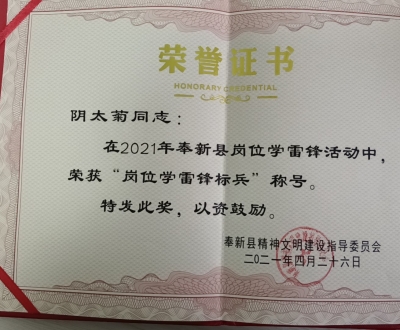 荣誉证书
HONORARY CREDENTIAL
阴太菊同志：
在2021年奉新县岗位学雷锋活动中，
荣获“岗位学雷锋标兵”称号。
特发此奖，以资鼓励。
奉新县精神文明建设指导委员会
二〇二一年四月二十六日